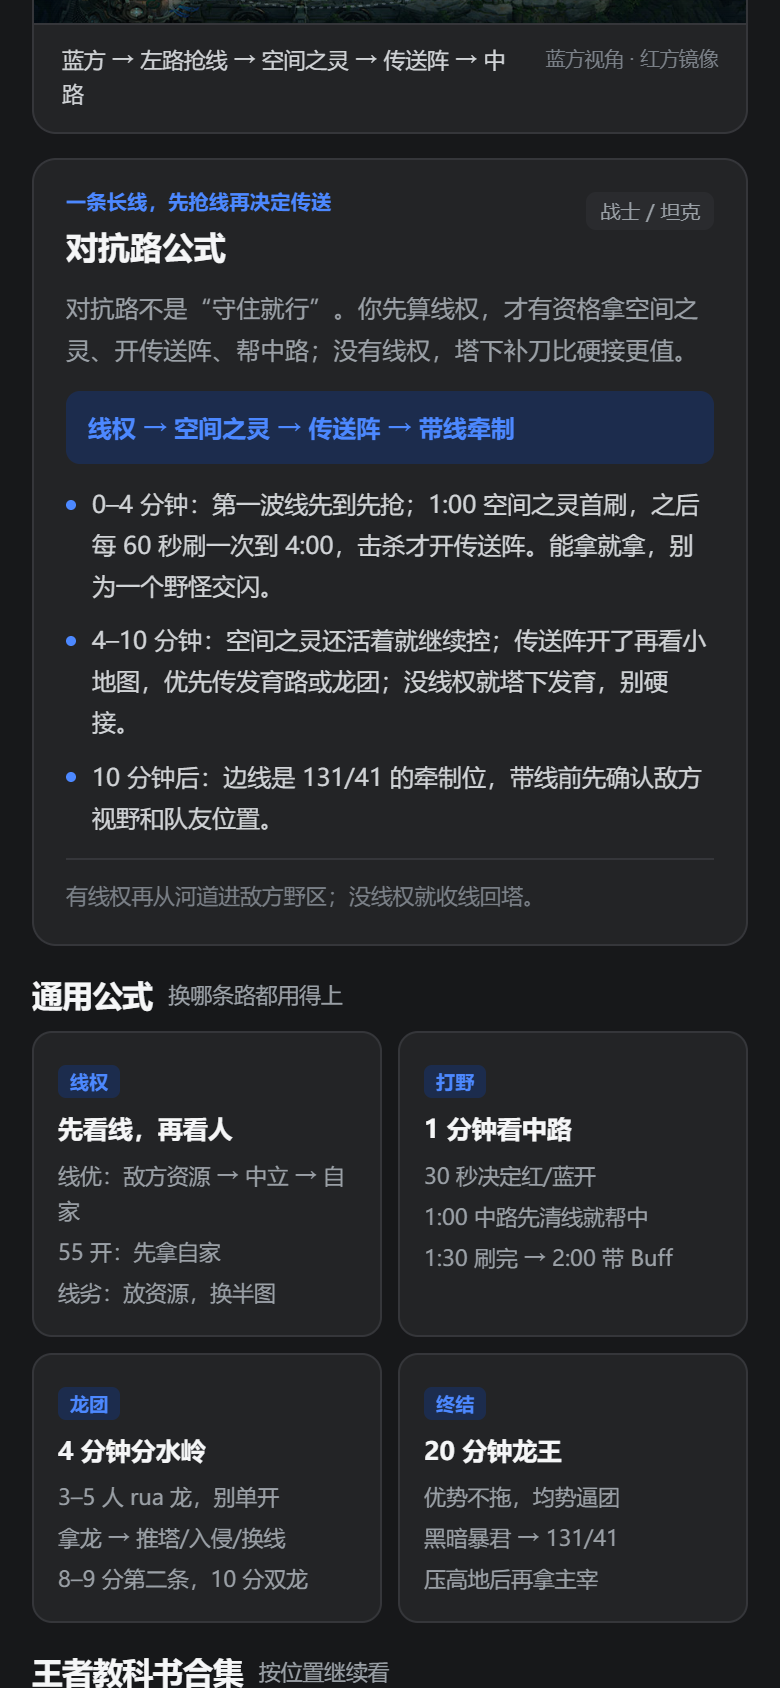 蓝方 → 左路抢线 → 空间之灵 → 传送阵 → 中
路
蓝方视角 · 红方镜像
一条长线，先抢线再决定传送
战士 / 坦克
对抗路公式
对抗路不是“守住就行”。你先算线权，才有资格拿空间之
灵、开传送阵、帮中路；没有线权，塔下补刀比硬接更值。
线权 → 空间之灵 → 传送阵 → 带线牵制
0–4 分钟：第一波线先到先抢；1:00 空间之灵首刷，之后
每 60 秒刷一次到 4:00，击杀才开传送阵。能拿就拿，别
为一个野怪交闪。
4–10 分钟：空间之灵还活着就继续控；传送阵开了再看小
地图，优先传发育路或龙团；没线权就塔下发育，别硬
接。
10 分钟后：边线是 131/41 的牵制位，带线前先确认敌方
视野和队友位置。
有线权再从河道进敌方野区；没线权就收线回塔。
通用公式 换哪条路都用得上
线权
先看线，再看人
线优：敌方资源 → 中立 → 自
家
55 开：先拿自家
线劣：放资源，换半图
打野
1 分钟看中路
30 秒决定红/蓝开
1:00 中路先清线就帮中
1:30 刷完 → 2:00 带 Buff
龙团
4 分钟分水岭
3–5 人 rua 龙，别单开
拿龙 → 推塔/入侵/换线
8–9 分第二条，10 分双龙
终结
20 分钟龙王
优势不拖，均势逼团
黑暗暴君 → 131/41
压高地后再拿主宰
王者教科书合集 按位置继续看